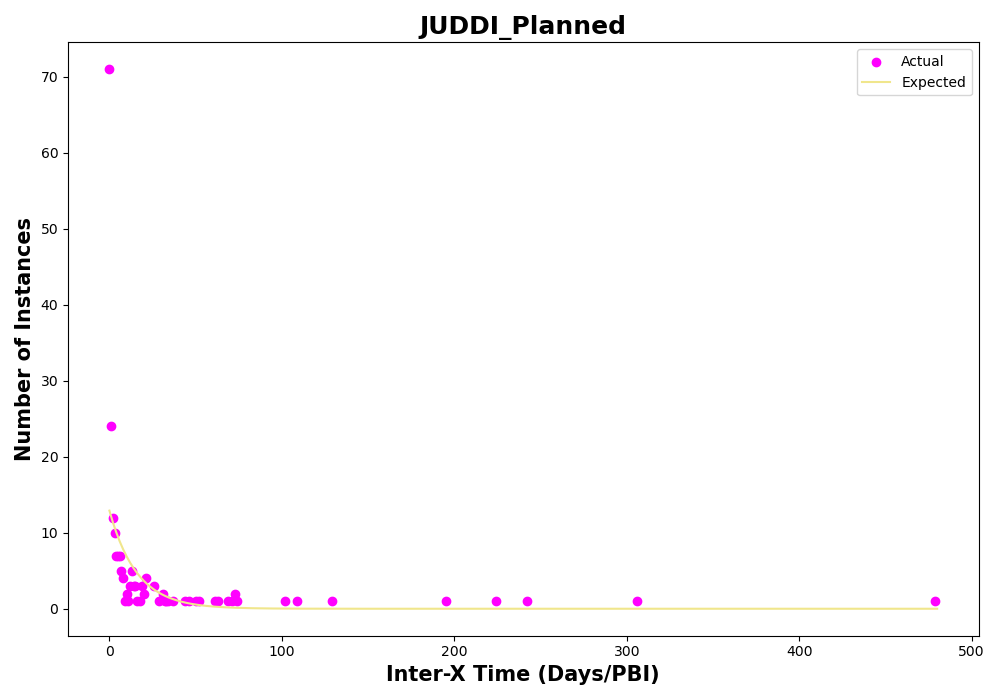 JUDDI_Planned
Actual
Expected
Number of Instances
70
60
50
40
30
20
10
0
0 100 200 300 400 500
Inter-X Time (Days/PBI)